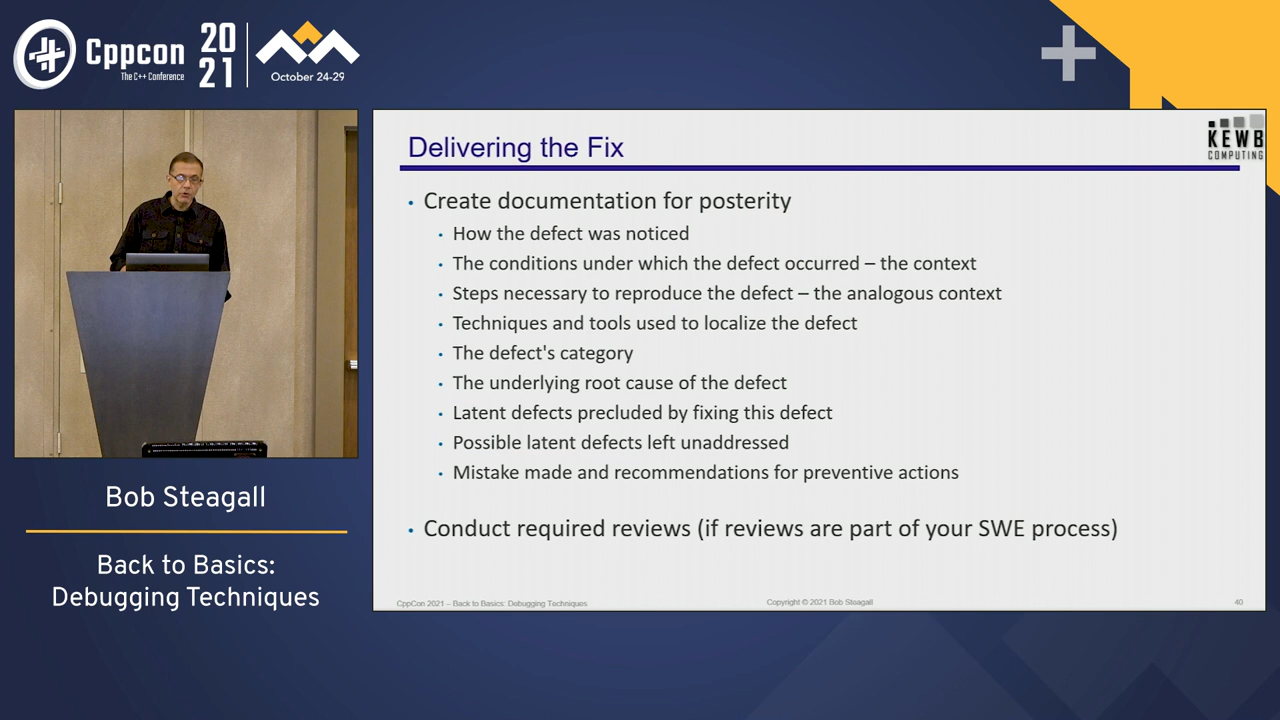 Cppcon
The C++ Conference
20
21
October 24-29
KEWB
COMPUTING
Delivering the Fix
• Create documentation for posterity
• How the defect was noticed
• The conditions under which the defect occurred – the context
• Steps necessary to reproduce the defect – the analogous context
• Techniques and tools used to localize the defect
• The defect's category
• The underlying root cause of the defect
• Latent defects precluded by fixing this defect
• Possible latent defects left unaddressed
• Mistake made and recommendations for preventive actions
• Conduct required reviews (if reviews are part of your SWE process)
CppCon 2021 – Back to Basics: Debugging Techniques
Copyright © 2021 Bob Steagall
40
Bob Steagall
Back to Basics:
Debugging Techniques